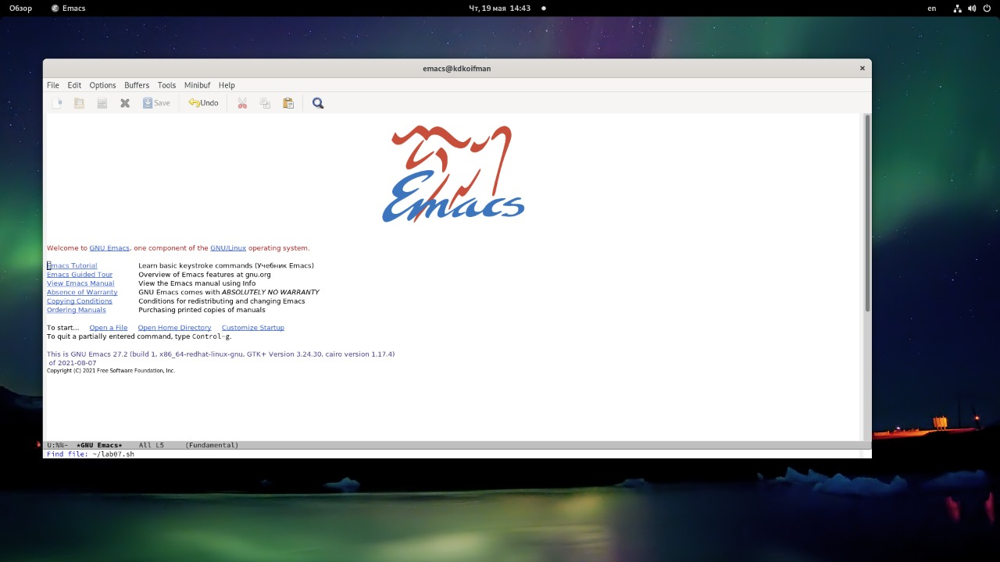 Обзор Emacs Чт, 19 мая 14:43 en
emacs@kdkoifman
File Edit Options Buffers Tools Minibuf Help
Save Undo
Emacs
Welcome to GNU Emacs, one component of the GNU/Linux operating system.
Emacs Tutorial Learn basic keystroke commands (Учебник Emacs)
Emacs Guided Tour Overview of Emacs features at gnu.org
View Emacs Manual View the Emacs manual using Info
Absence of Warranty GNU Emacs comes with ABSOLUTELY NO WARRANTY
Copying Conditions Conditions for redistributing and changing Emacs
Ordering Manuals Purchasing printed copies of manuals
To start... Open a File Open Home Directory Customize Startup
To quit a partially entered command, type Control-g.
This is GNU Emacs 27.2 (build 1, x86_64-redhat-linux-gnu, GTK+ Version 3.24.30, cairo version 1.17.4)
of 2021-08-07
Copyright (C) 2021 Free Software Foundation, Inc.
U:%%- *GNU Emacs* All L5 (Fundamental)
Find file: ~/lab07.sh